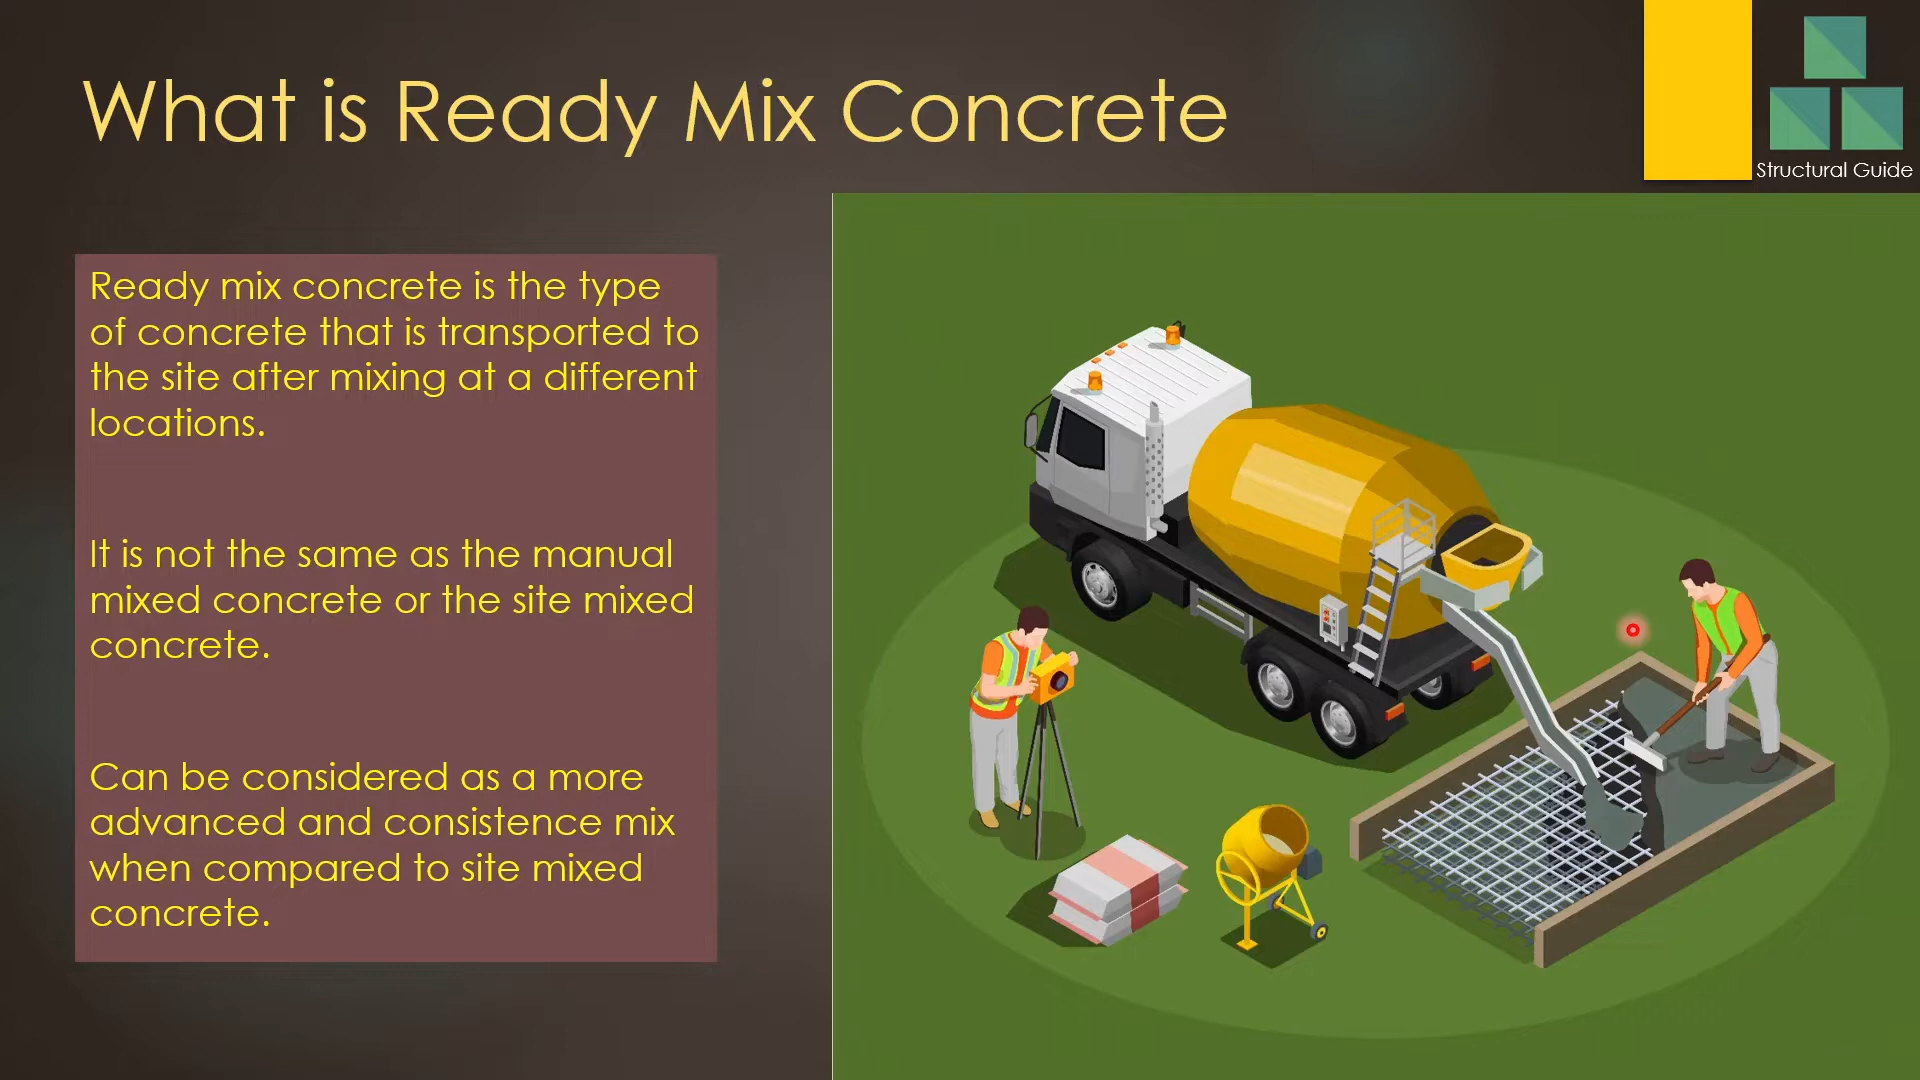 What is Ready Mix Concrete
Structural Guide
Ready mix concrete is the type
of concrete that is transported to
the site after mixing at a different
locations.
It is not the same as the manual
mixed concrete or the site mixed
concrete.
Can be considered as a more
advanced and consistence mix
when compared to site mixed
concrete.